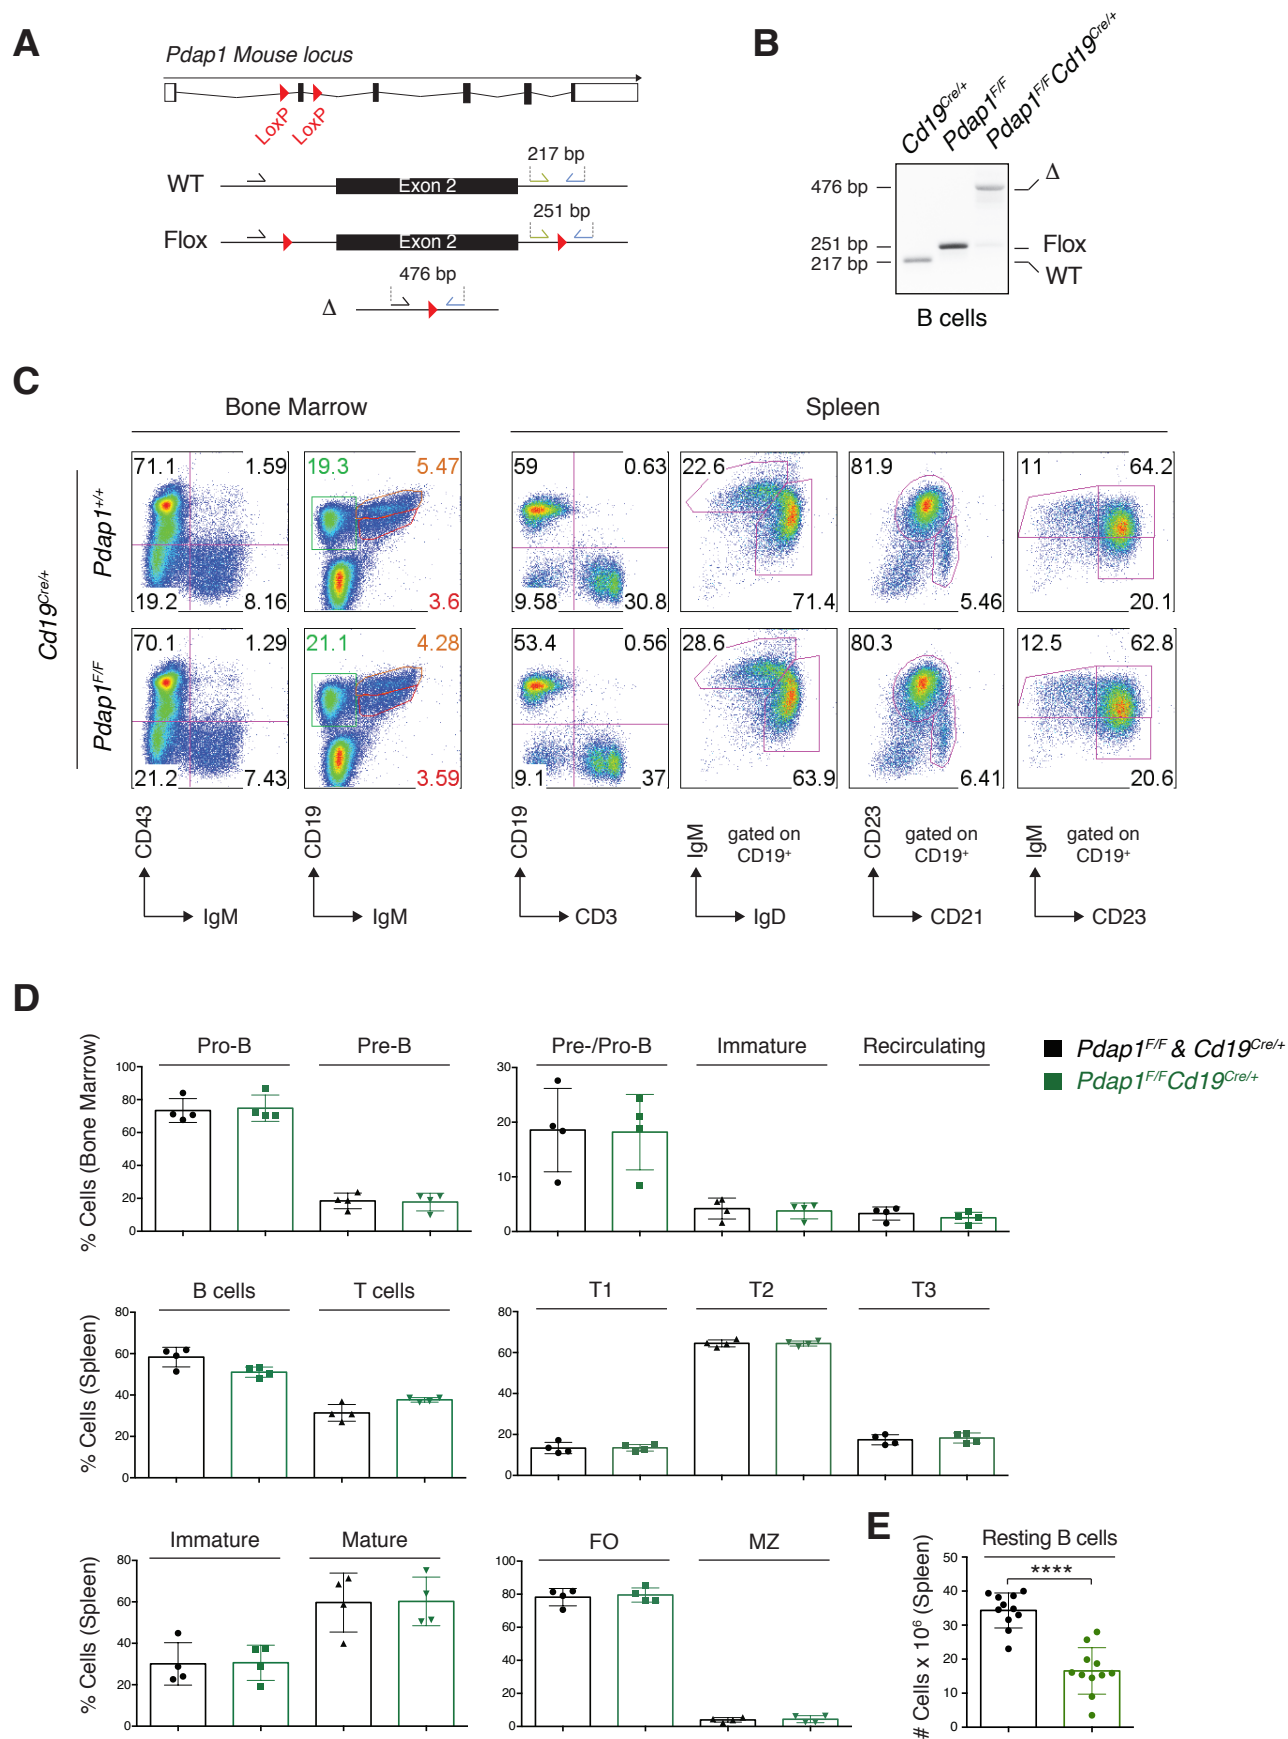 A
Pdap1 Mouse locus
LoxP LoxP
WT
Exon 2
217 bp
Flox
Exon 2
251 bp
Δ
476 bp
B
Cd19Cre/+
Pdap1F/F
Pdap1F/FCd19Cre/+
476 bp
251 bp
217 bp
Δ
Flox
WT
B cells
C
Bone Marrow
Spleen
Cd19Cre/+
Pdap1+/+
71.1 1.59 19.3 5.47 59 0.63 22.6 81.9 11 64.2
19.2 8.16 3.6 9.58 30.8 71.4 5.46 20.1
Pdap1F/F
70.1 1.29 21.1 4.28 53.4 0.56 28.6 80.3 12.5 62.8
21.2 7.43 3.59 9.1 37 63.9 6.41 20.6
CD43
IgM
CD19
IgM
CD19
CD3
IgM
gated on
CD19+
IgD
CD23
gated on
CD19+
CD21
IgM
gated on
CD19+
CD23
D
Pdap1F/F & Cd19Cre/+
Pdap1F/FCd19Cre/+
% Cells (Bone Marrow)
Pro-B Pre-B
100
80
60
40
20
0
Pre-/Pro-B Immature Recirculating
30
20
10
0
% Cells (Spleen)
B cells T cells
80
60
40
20
0
T1 T2 T3
80
60
40
20
0
% Cells (Spleen)
Immature Mature
80
60
40
20
0
FO MZ
100
80
60
40
20
0
E
Resting B cells
# Cells x 106 (Spleen)
****
50
40
30
20
10
0